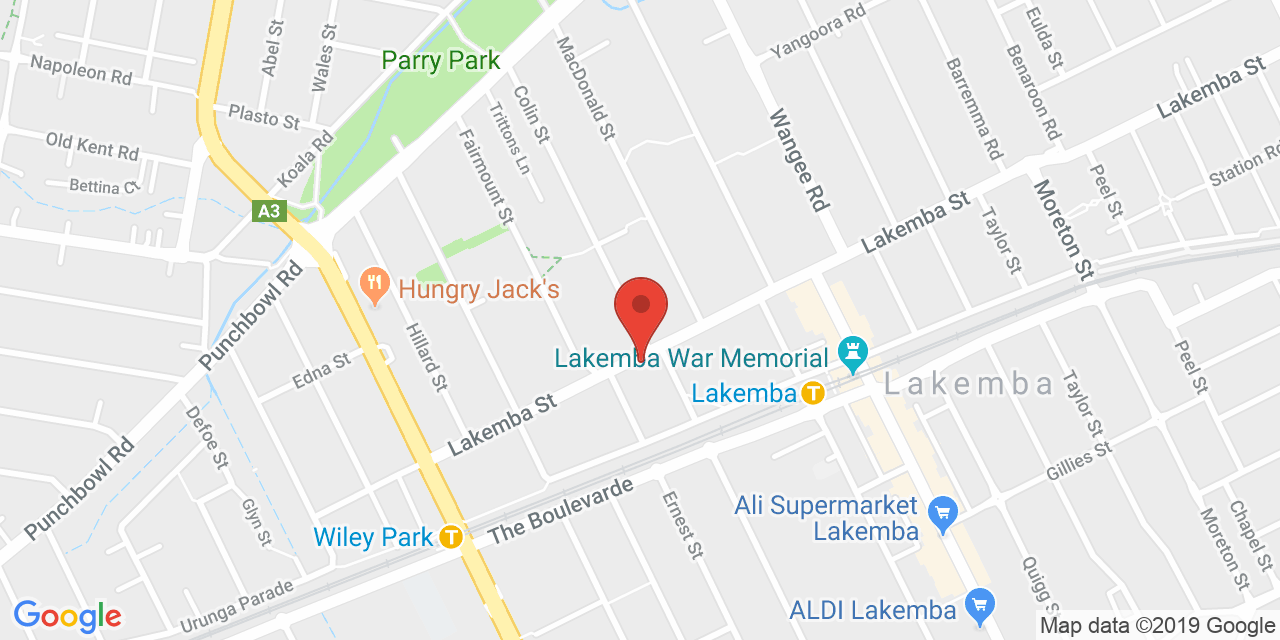 Abel St
Wales St
Parry Park
Napoleon Rd
Plasto St
Koala Rd
Old Kent Rd
Bettina Ct
A3
Colin St
Trittons Ln
Fairmount St
MacDonald St
Yangoora Rd
Wangee Rd
Eulda St
Benaroon Rd
Barremma Rd
Lakemba St
Station Rd
Peel St
Moreton St
Taylor St
Lakemba St
Punchbowl Rd
Hungry Jack's
Hillard St
Edna St
Lakemba War Memorial
Lakemba T
Lakemba
Peel St
Taylor St
Lakemba St
Defoe St
Punchbowl Rd
Glyn St
Gillies St
The Boulevarde
Ernest St
Ali Supermarket
Lakemba
Wiley Park T
Chapel St
Moreton St
Quigg S
Urunga Parade
ALDI Lakemba
Google
Map data ©2019 Google